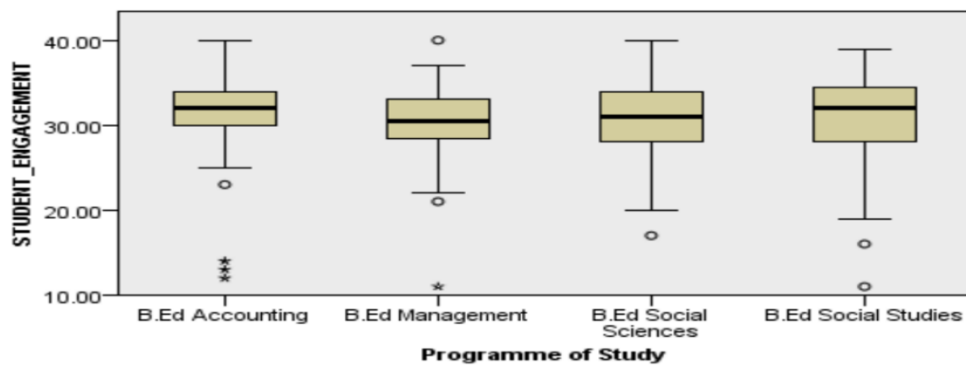 STUDENT_ENGAGEMENT
40.00
30.00
20.00
10.00
B.Ed Accounting
B.Ed Management
B.Ed Social
Sciences
B.Ed Social Studies
Programme of Study